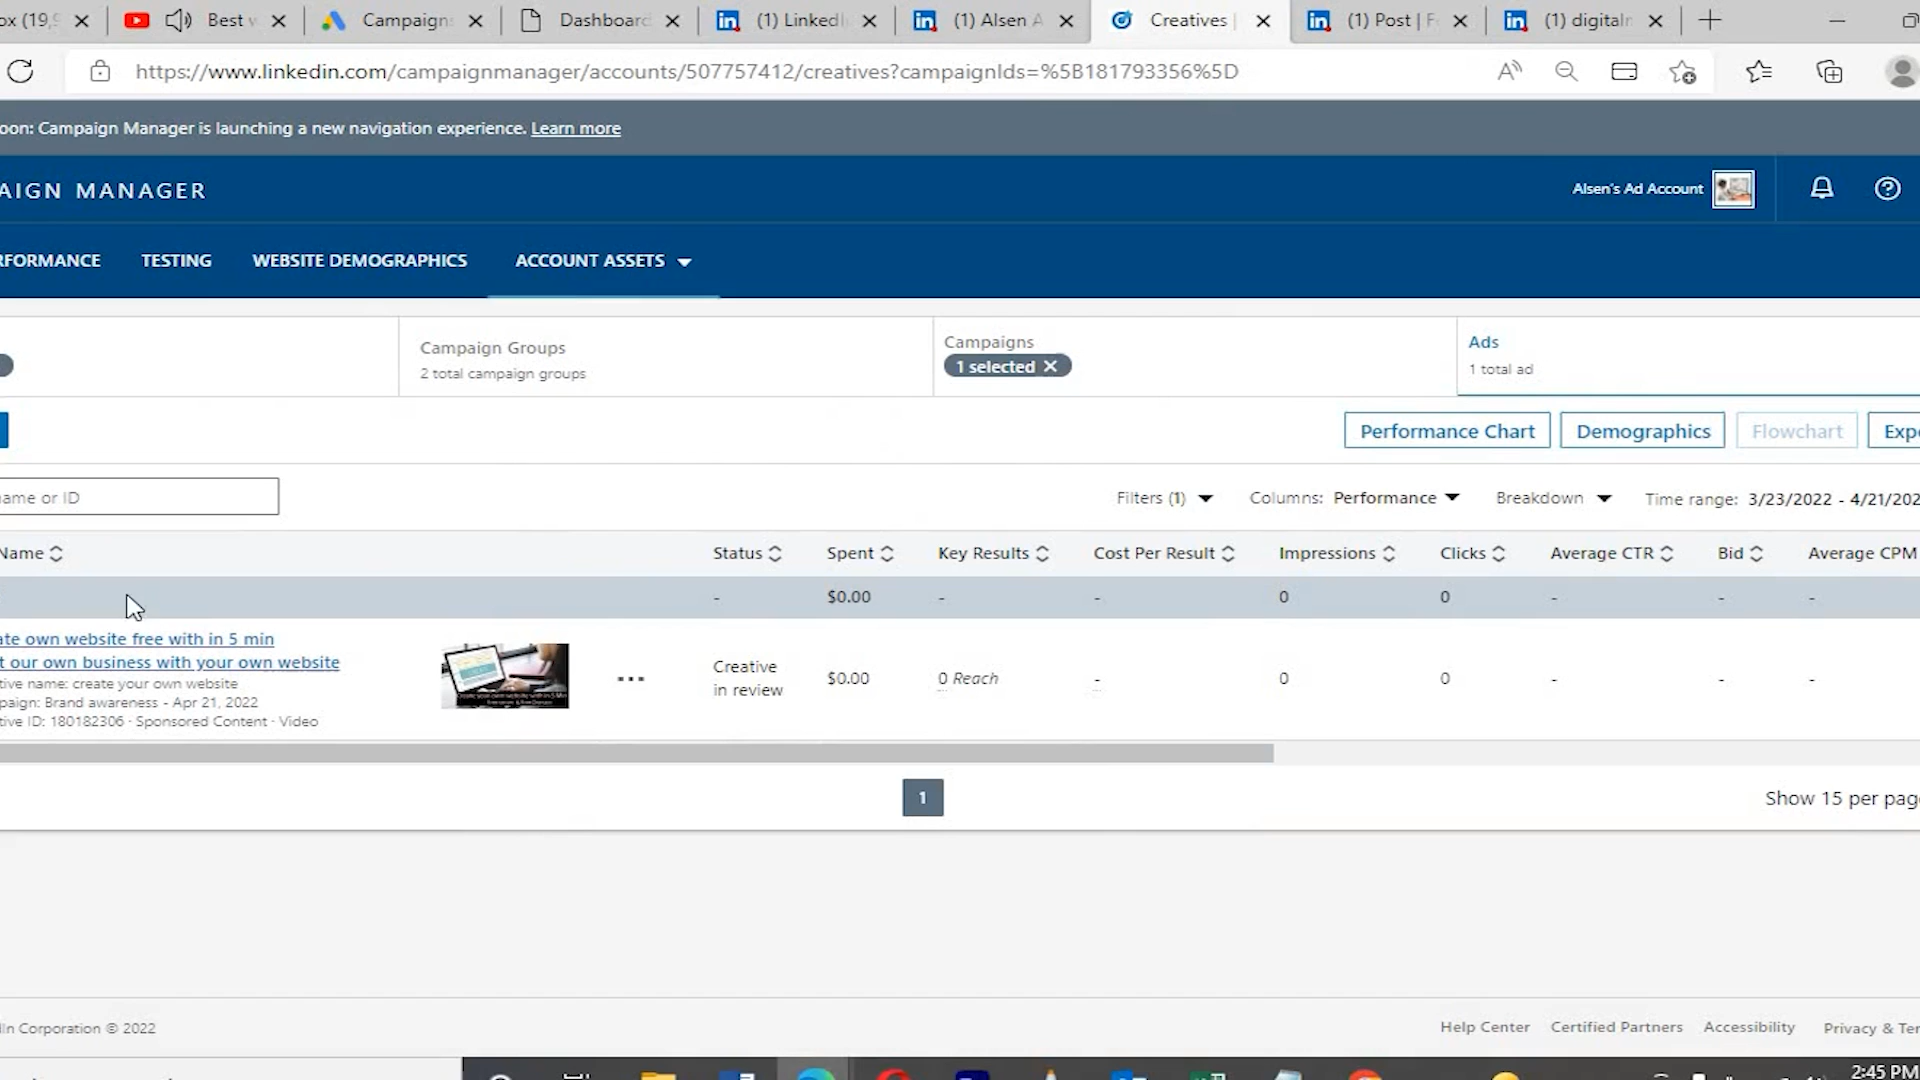 ox (19,9
Best v
Campaign
Dashboard
(1) LinkedI
(1) Alsen A
Creatives |
(1) Post | F
(1) digitalm
https://www.linkedin.com/campaignmanager/accounts/507757412/creatives?campaignIds=%5B181793356%5D
oon: Campaign Manager is launching a new navigation experience. Learn more
AIGN MANAGER
Alsen's Ad Account
RFORMANCE
TESTING
WEBSITE DEMOGRAPHICS
ACCOUNT ASSETS
Campaign Groups
2 total campaign groups
Campaigns
1 selected
Ads
1 total ad
Performance Chart
Demographics
Flowchart
Expo
ame or ID
Filters (1)
Columns: Performance
Breakdown
Time range: 3/23/2022 - 4/21/202
Name
Status
Spent
Key Results
Cost Per Result
Impressions
Clicks
Average CTR
Bid
Average CPM
-
$0.00
-
-
0
0
-
-
-
ate own website free with in 5 min
t our own business with your own website
tive name: create your own website
paign: Brand awareness - Apr 21, 2022
tive ID: 180182306 · Sponsored Content · Video
Creative
in review
$0.00
0 Reach
-
0
0
-
-
-
1
Show 15 per page
dIn Corporation © 2022
Help Center
Certified Partners
Accessibility
Privacy & Ter
2:45 PM